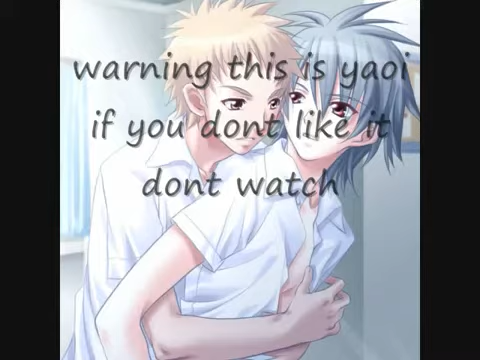 warning this is yaoi
if you dont like it
dont watch